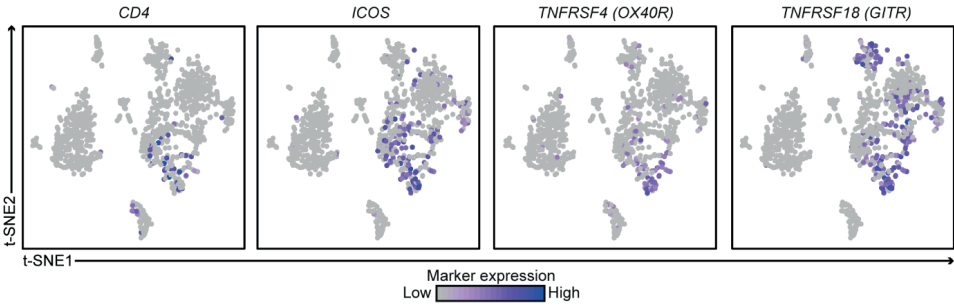 CD4 ICOS TNFRSF4 (OX40R) TNFRSF18 (GITR)
t-SNE2
t-SNE1
Marker expression
Low High